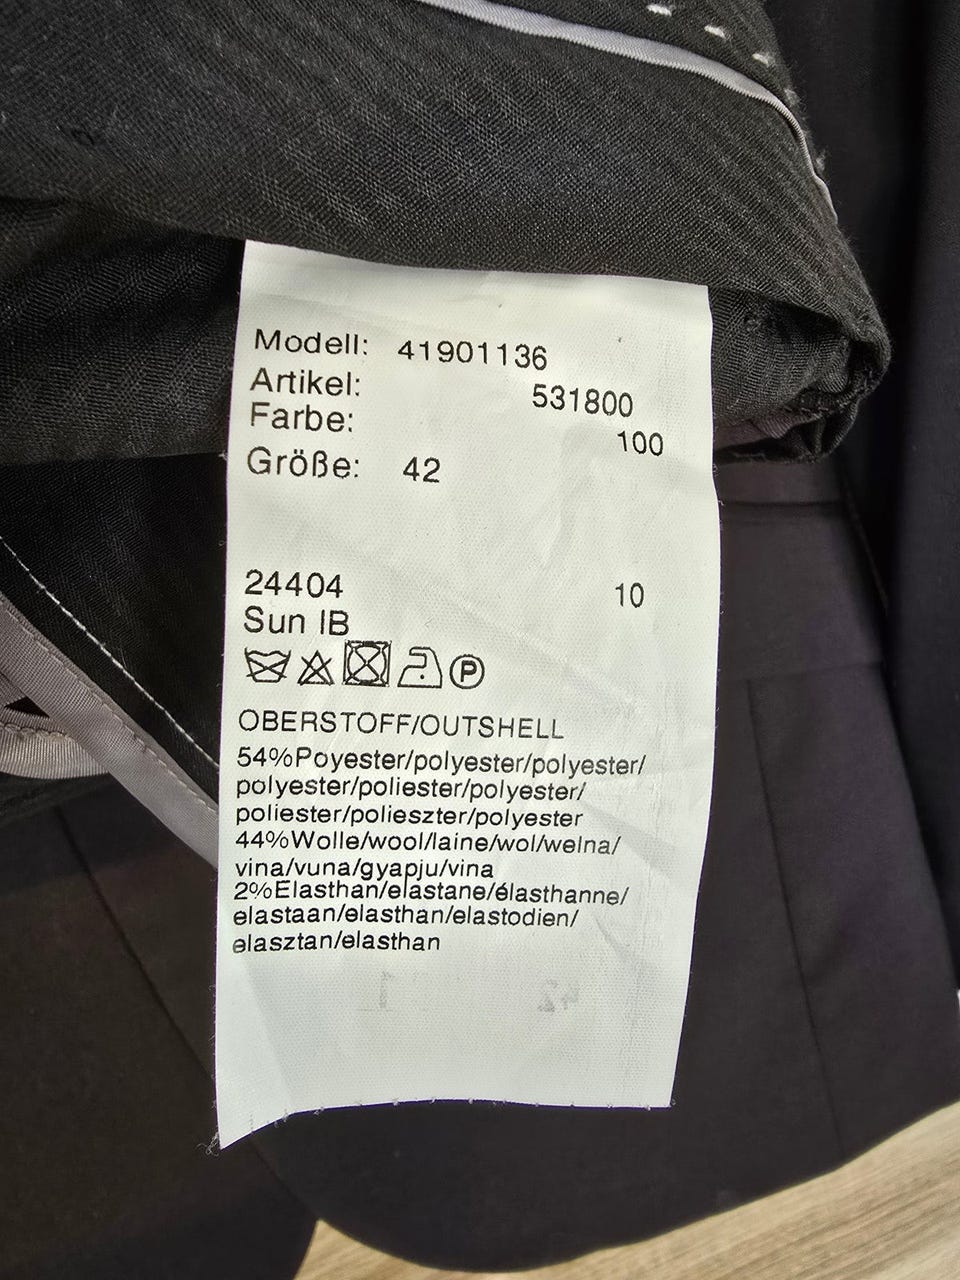 Modell: 41901136
Artikel: 531800
Farbe: 100
Größe: 42
24404 10
Sun IB
P
OBERSTOFF/OUTSHELL
54%Poyester/polyester/polyester/
polyester/poliester/polyester/
poliester/polieszter/polyester
44%Wolle/wool/laine/wol/welna/
vina/vuna/gyapju/vina
2%Elasthan/elastane/élasthanne/
elastaan/elasthan/elastodien/
elasztan/elasthan